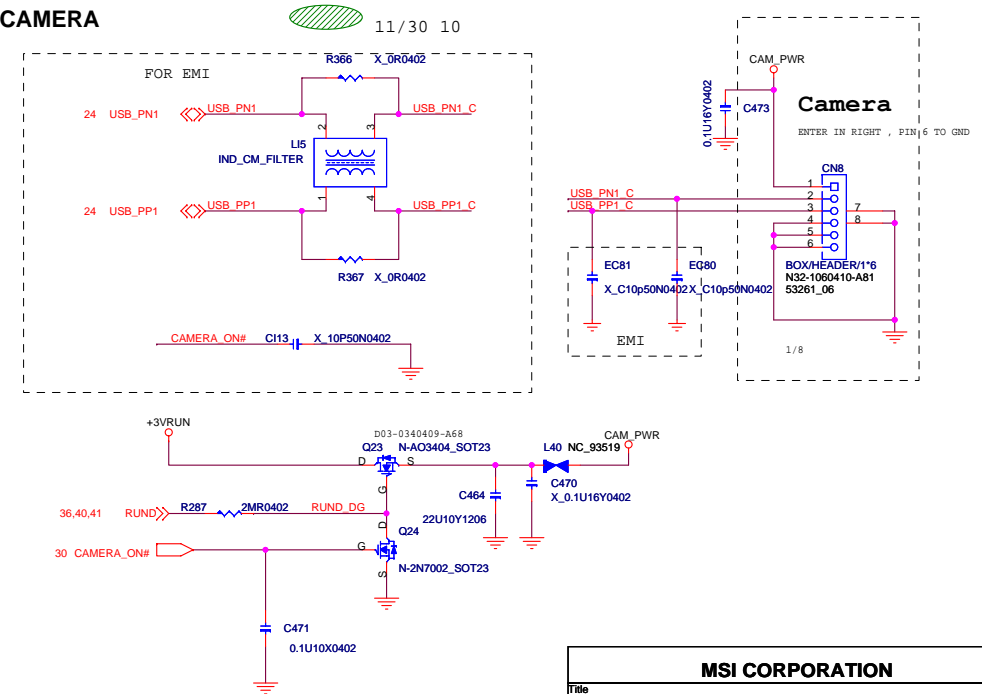 CAMERA
11/30 10
FOR EMI
R366 X_0R0402
24 USB_PN1 USB_PN1 USB_PN1_C
2 3
LI5
IND_CM_FILTER
1 4
24 USB_PP1 USB_PP1 USB_PP1_C
R367 X_0R0402
CAMERA_ON# CI13 X_10P50N0402
CAM_PWR
0.1U16Y0402 C473
Camera
ENTER IN RIGHT , PIN 6 TO GND
CN8
USB_PN1_C
USB_PP1_C
1
2
3
4
5
6
7
8
BOX/HEADER/1*6
N32-1060410-A81
53261_06
EC81 EC80
X_C10p50N0402 X_C10p50N0402
EMI
1/8
+3VRUN
D03-0340409-A68
Q23 N-AO3404_SOT23
D S
G
L40 NC_93519
CAM_PWR
C464
22U10Y1206
C470
X_0.1U16Y0402
36,40,41 RUND R287 2MR0402 RUND_DG
D Q24
30 CAMERA_ON# G
S N-2N7002_SOT23
C471
0.1U10X0402
MSI CORPORATION
Title